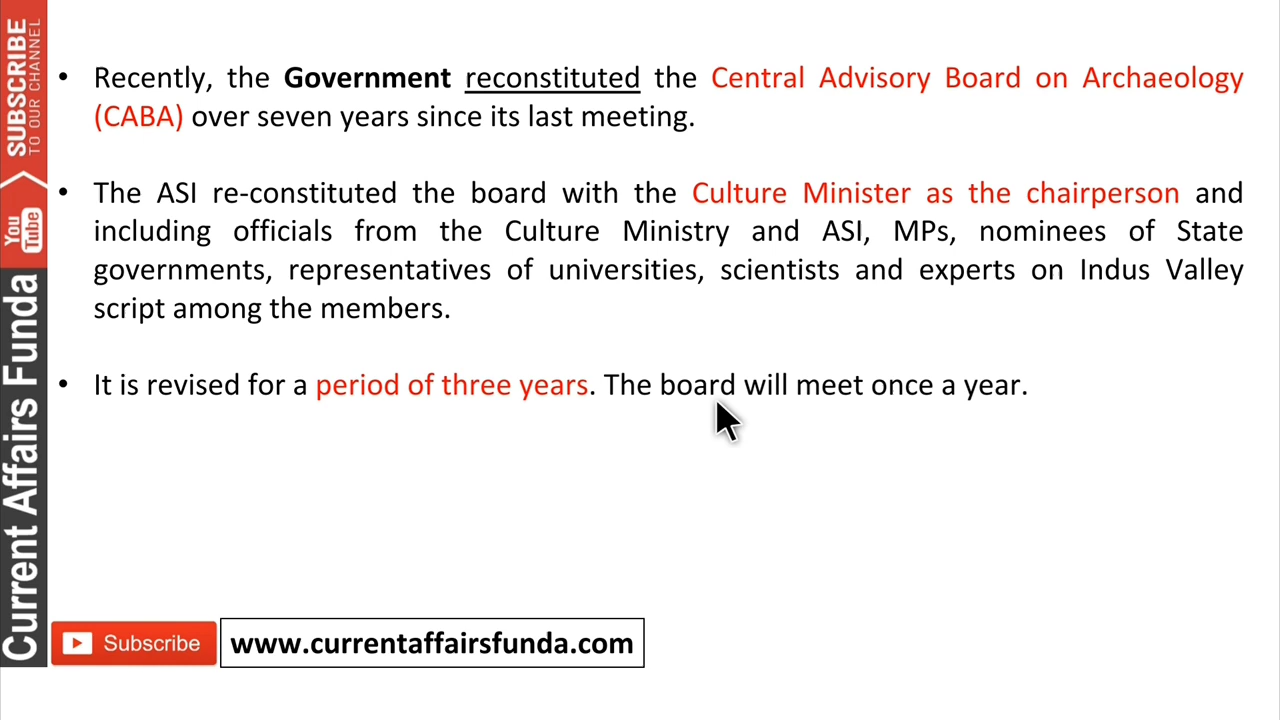 • Recently, the Government reconstituted the Central Advisory Board on Archaeology
(CABA) over seven years since its last meeting.
• The ASI re-constituted the board with the Culture Minister as the chairperson and
including officials from the Culture Ministry and ASI, MPs, nominees of State
governments, representatives of universities, scientists and experts on Indus Valley
script among the members.
• It is revised for a period of three years. The board will meet once a year.
SUBSCRIBE
TO OUR CHANNEL
You
Tube
Current Affairs Funda
Subscribe
www.currentaffairsfunda.com